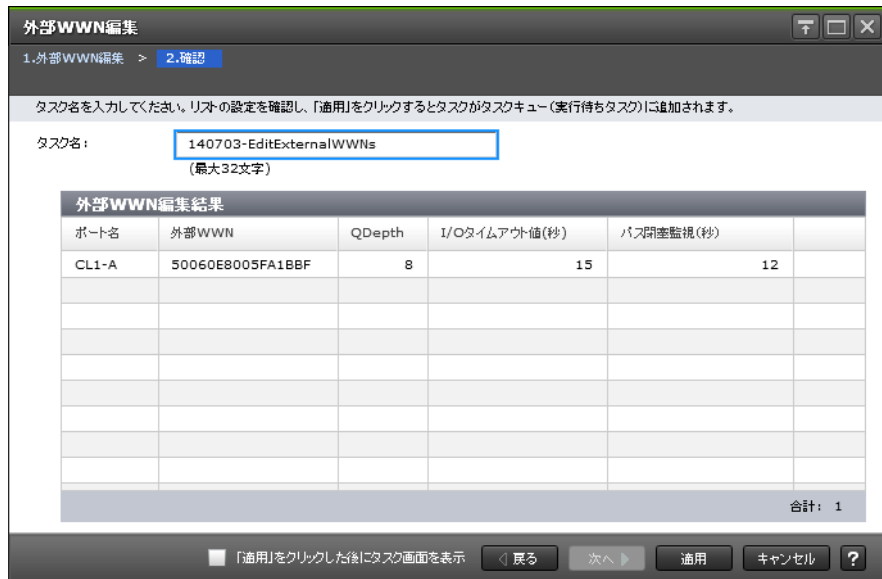 外部WWN編集
1.外部WWN編集 > 2.確認
タスク名を入力してください。リストの設定を確認し、「適用」をクリックするとタスクがタスクキュー(実行待ちタスク)に追加されます。
タスク名: 140703-EditExternalWWNs
(最大32文字)
外部WWN編集結果
ポート名 外部WWN QDepth I/Oタイムアウト値(秒) パス閉塞監視(秒)
CL1-A 50060E8005FA1BBF 8 15 12
合計: 1
「適用」をクリックした後にタスク画面を表示 戻る 次へ 適用 キャンセル ?